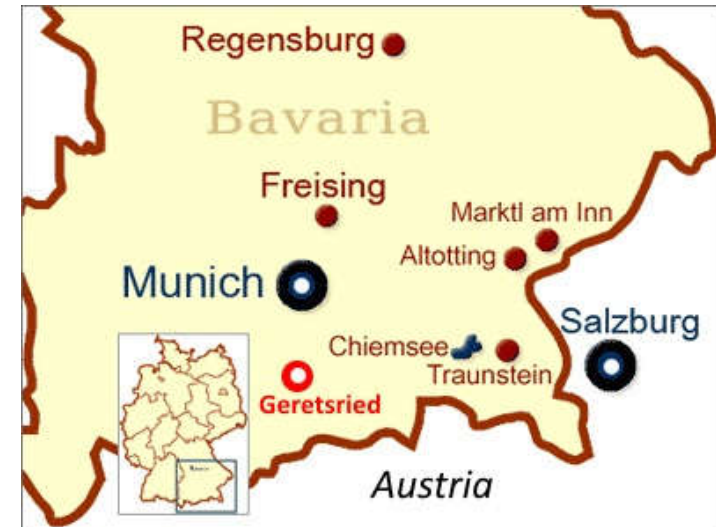 Regensburg
Bavaria
Freising
Marktl am Inn
Altotting
Munich
Salzburg
Chiemsee
Traunstein
Geretsried
Austria